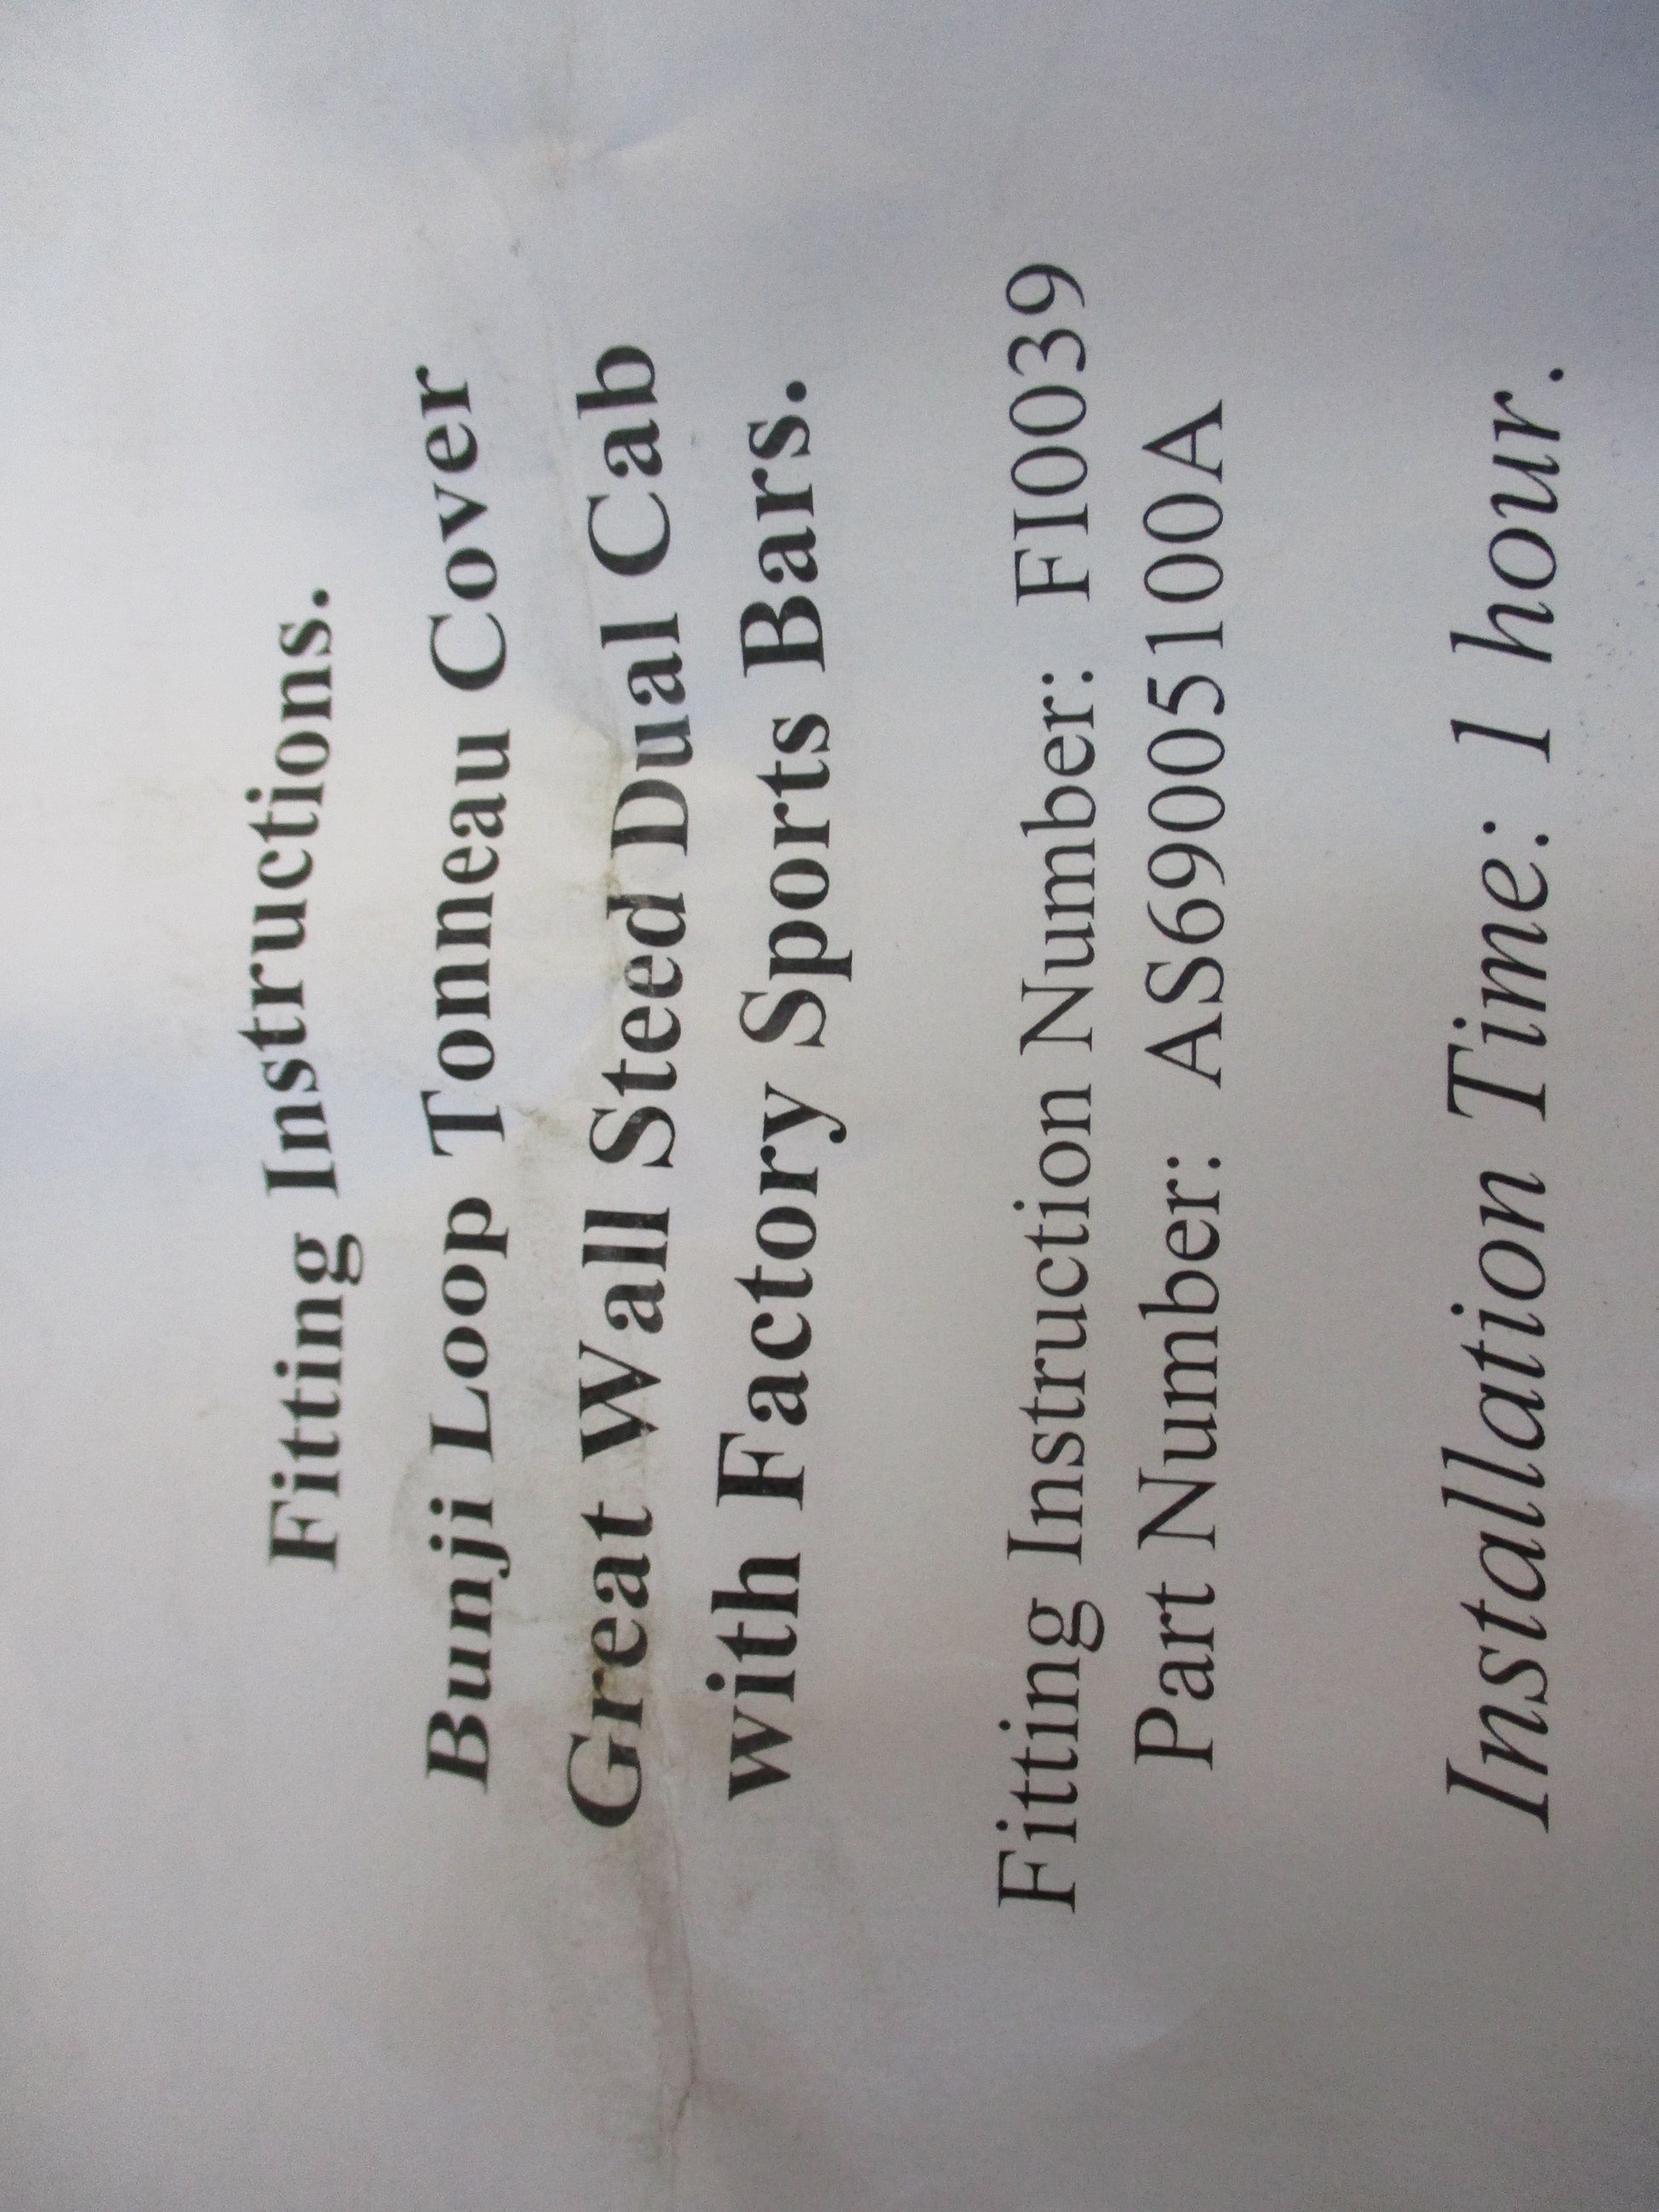 Fitting Instructions.
Bunji Loop Tonneau Cover
Great Wall Steed Dual Cab
with Factory Sports Bars.
Fitting Instruction Number: FI0039
Part Number: AS69005100A
Installation Time: 1 hour.